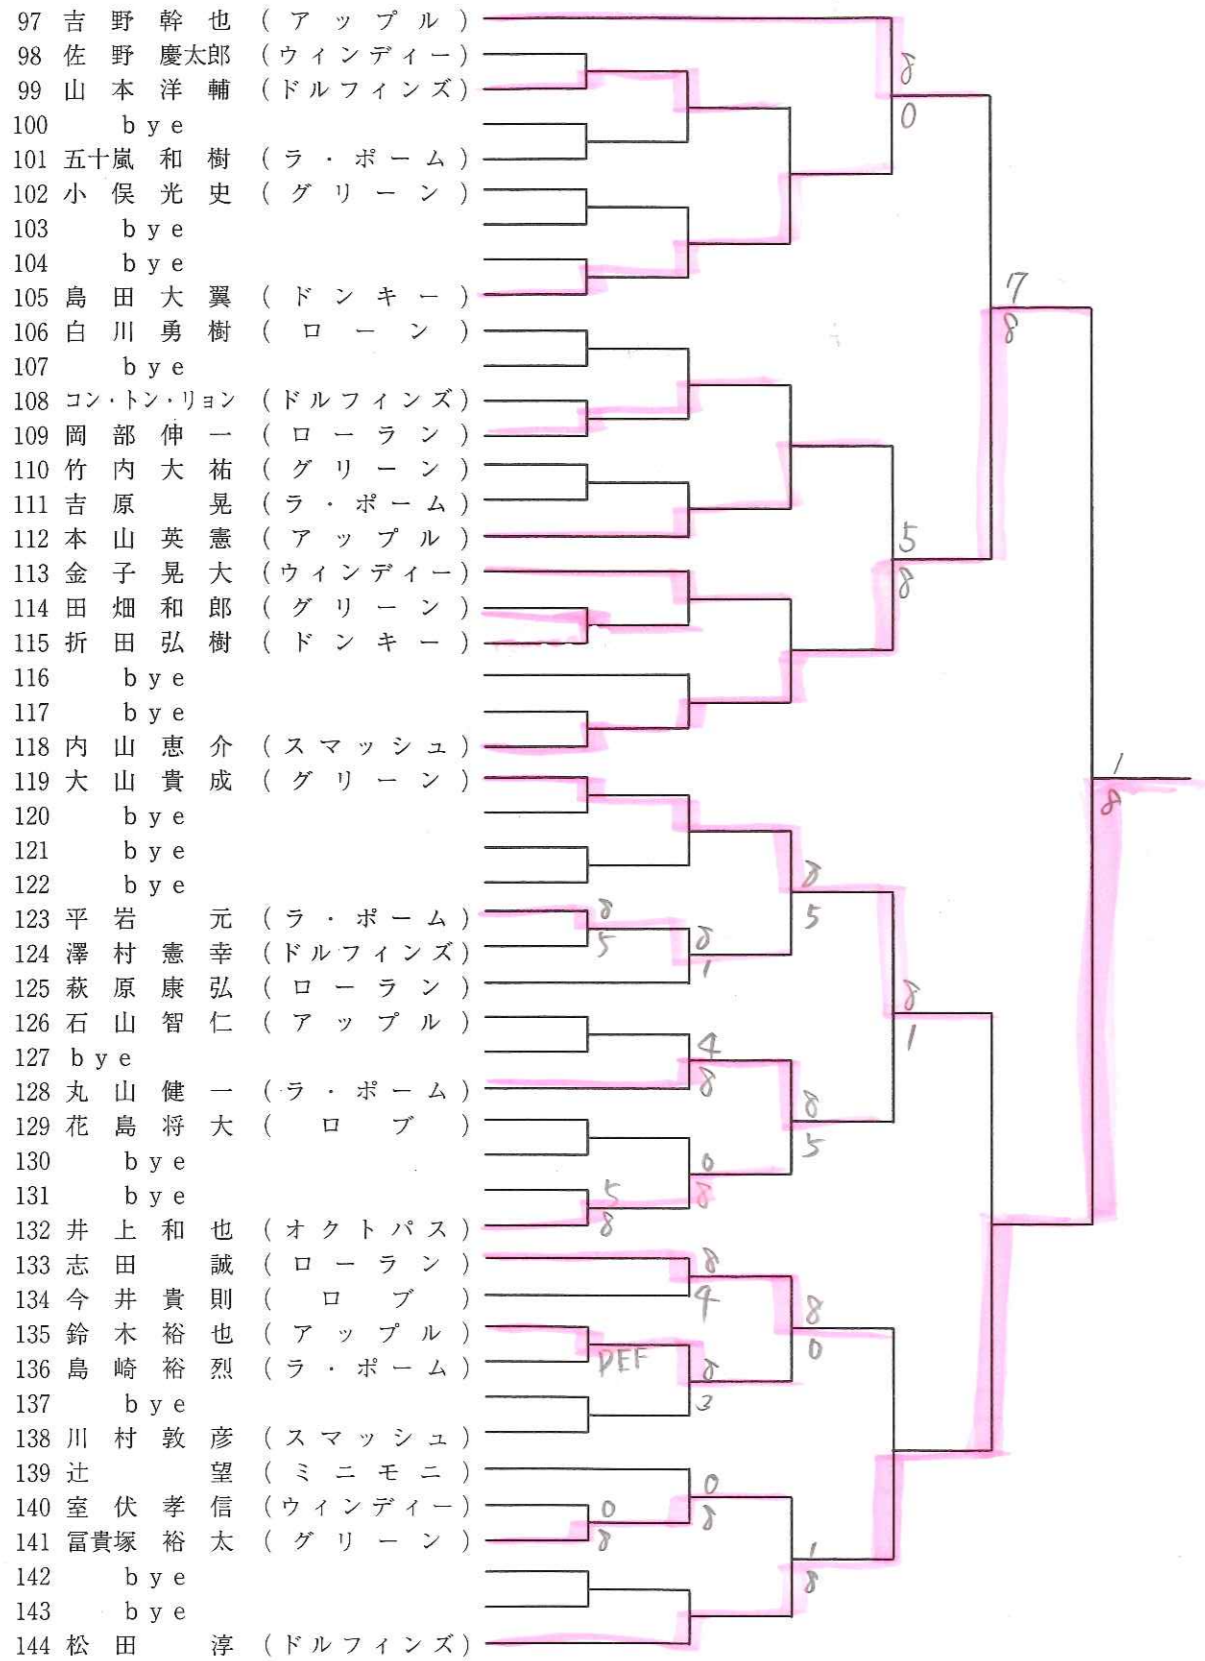 97 吉野幹也 (アップル)
98 佐野慶太郎 (ウィンディー)
99 山本洋輔 (ドルフィンズ)
100 bye
101 五十嵐和樹 (ラ・ポーム)
102 小俣光史 (グリーン)
103 bye
104 bye
105 島田大翼 (ドンキー)
106 白川勇樹 (ローン)
107 bye
108 コン・トン・リョン (ドルフィンズ)
109 岡部伸一 (ローラン)
110 竹内大祐 (グリーン)
111 吉原晃 (ラ・ポーム)
112 本山英憲 (アップル)
113 金子晃大 (ウィンディー)
114 田畑和郎 (グリーン)
115 折田弘樹 (ドンキー)
116 bye
117 bye
118 内山恵介 (スマッシュ)
119 大山貴成 (グリーン)
120 bye
121 bye
122 bye
123 平岩元 (ラ・ポーム)
124 澤村憲幸 (ドルフィンズ)
125 萩原康弘 (ローラン)
126 石山智仁 (アップル)
127 bye
128 丸山健一 (ラ・ポーム)
129 花島将大 (ロブ)
130 bye
131 bye
132 井上和也 (オクトパス)
133 志田誠 (ローラン)
134 今井貴則 (ロブ)
135 鈴木裕也 (アップル)
136 島崎裕烈 (ラ・ポーム)
137 bye
138 川村敦彦 (スマッシュ)
139 辻望 (ミニモニ)
140 室伏孝信 (ウィンディー)
141 冨貴塚裕太 (グリーン)
142 bye
143 bye
144 松田淳 (ドルフィンズ)
8
5
5
8
DEF
0
8
8
1
4
8
0
8
8
4
8
3
0
8
8
5
8
5
8
0
1
8
8
0
5
8
8
1
7
8
1
8